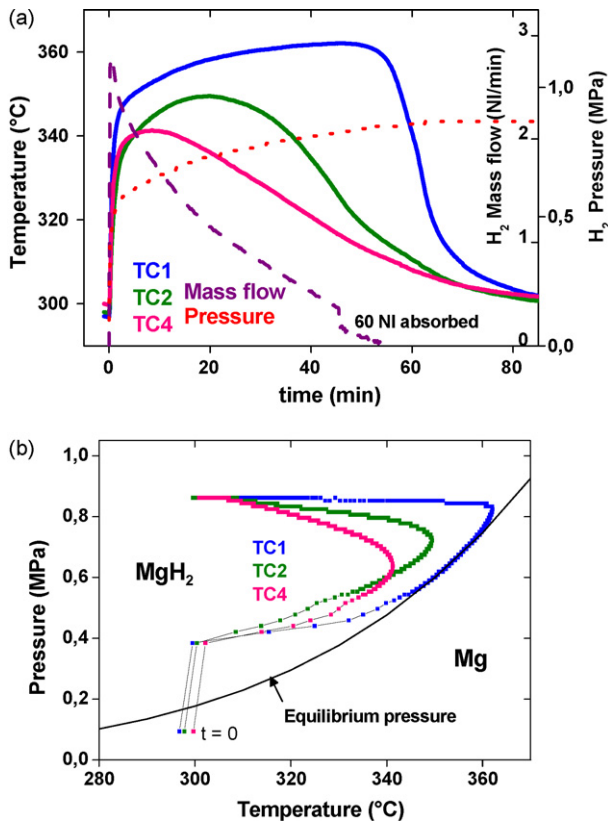 (a)
360
340
320
300
Temperature (°C)
TC1
TC2
TC4
Mass flow
Pressure
60 Nl absorbed
0
20
40
60
80
time (min)
3
2
1
0
H2 Mass flow (Nl/min)
1,0
0,5
0,0
H2 Pressure (MPa)
(b)
1,0
0,8
0,6
0,4
0,2
0,0
Pressure (MPa)
MgH2
TC1
TC2
TC4
Mg
Equilibrium pressure
t = 0
280
300
320
340
360
Temperature (°C)